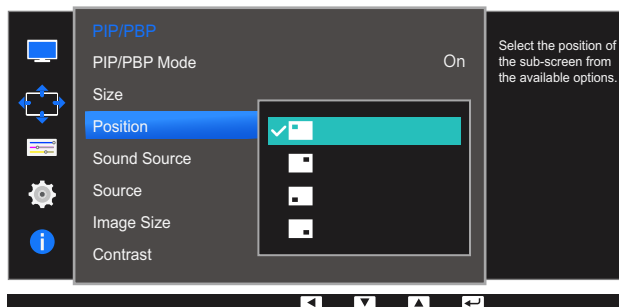 PIP/PBP
PIP/PBP Mode On
Size
Position
Sound Source
Source
Image Size
Contrast
Select the position of
the sub-screen from
the available options.